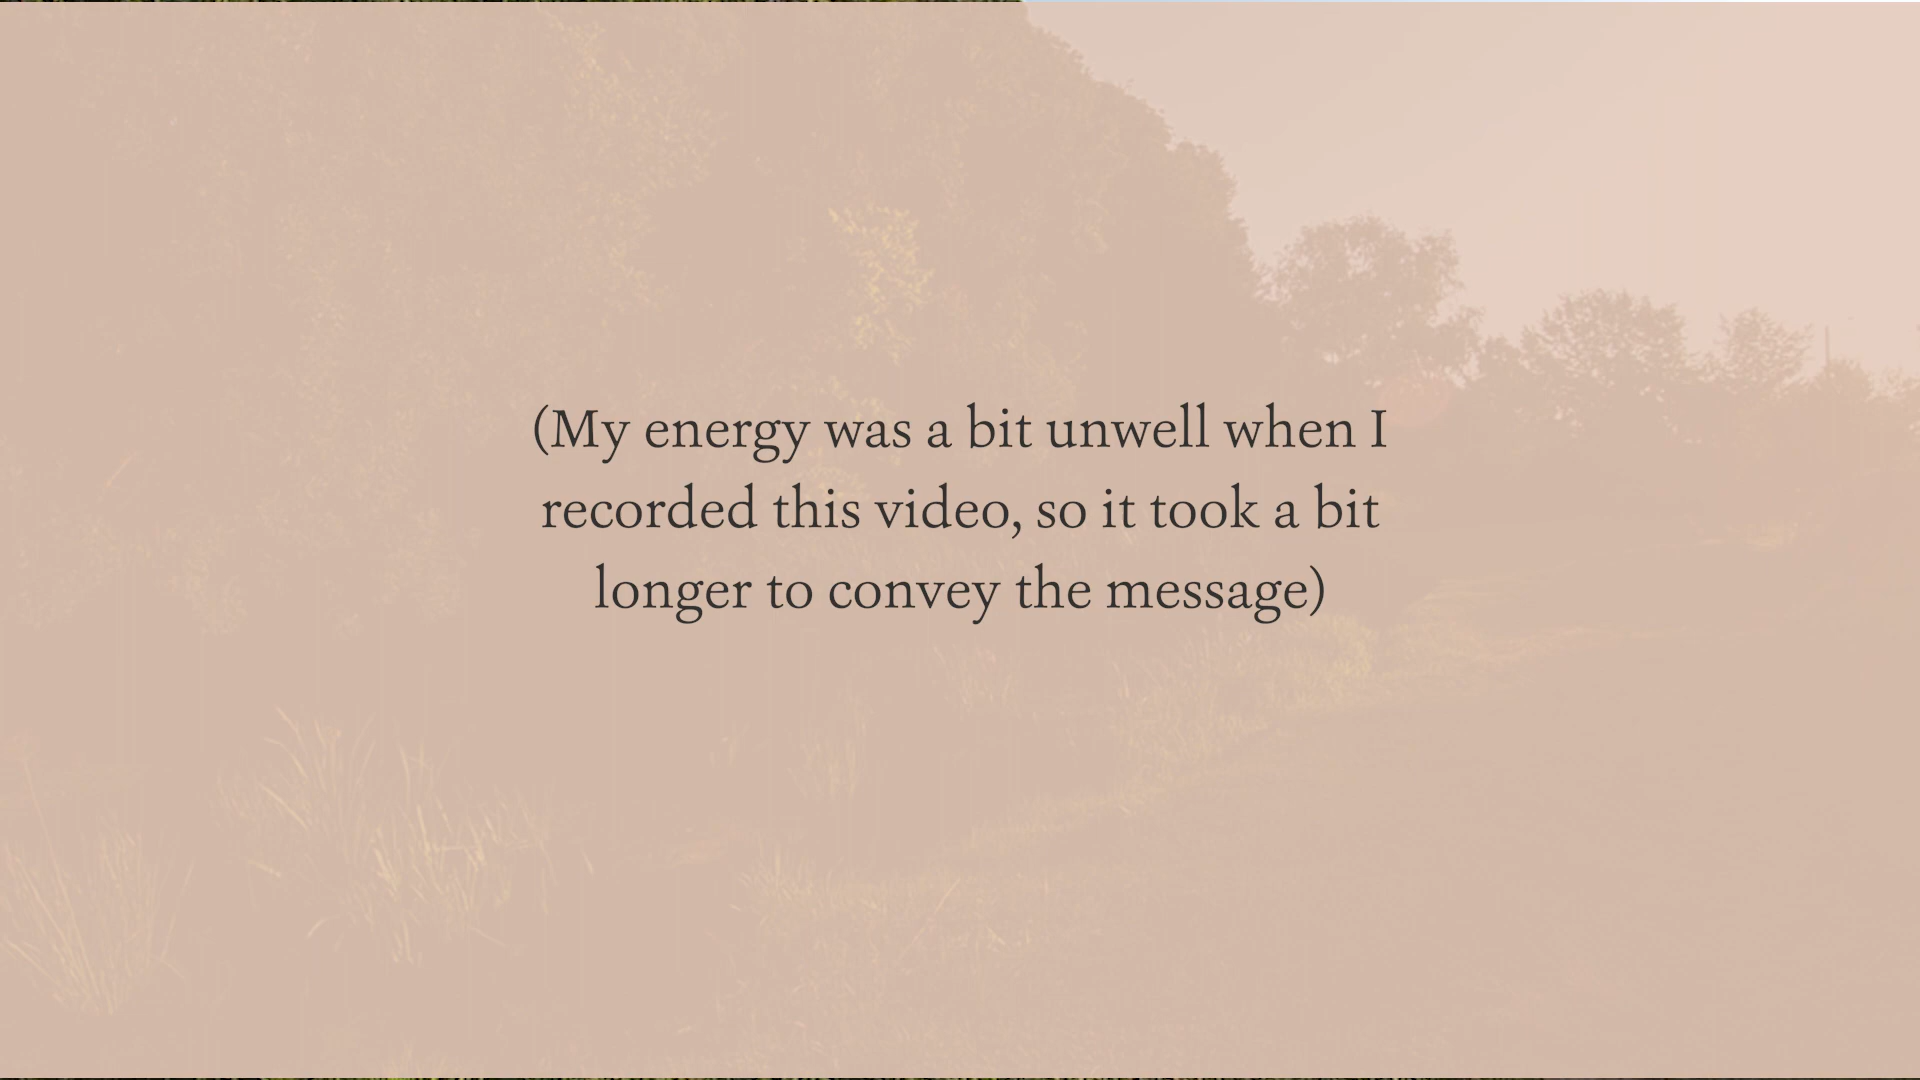 (My energy was a bit unwell when I
recorded this video, so it took a bit
longer to convey the message)